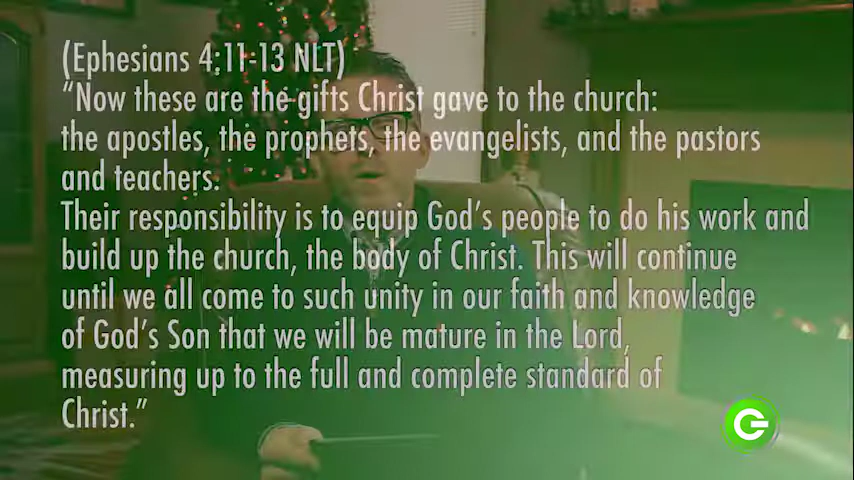 (Ephesians 4:11-13 NLT)
“Now these are the gifts Christ gave to the church:
the apostles, the prophets, the evangelists, and the pastors
and teachers.
Their responsibility is to equip God’s people to do his work and
build up the church, the body of Christ. This will continue
until we all come to such unity in our faith and knowledge
of God’s Son that we will be mature in the Lord,
measuring up to the full and complete standard of
Christ.”